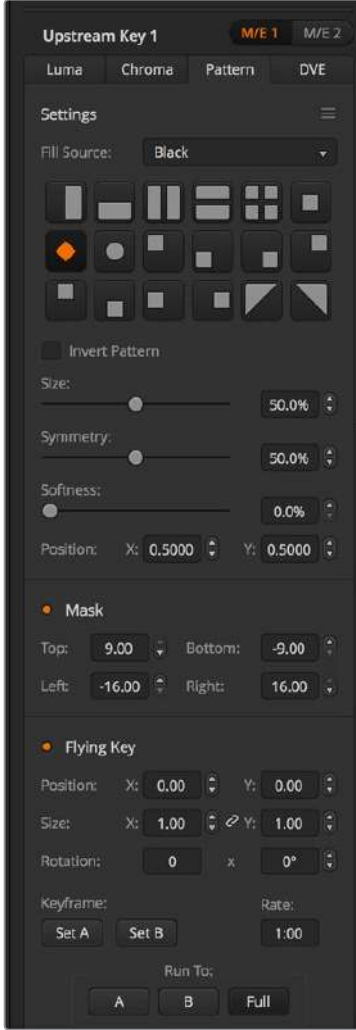 Upstream Key 1 M/E 1 M/E 2
Luma Chroma Pattern DVE
Settings
Fill Source: Black
Invert Pattern
Size:
50.0%
Symmetry:
50.0%
Softness:
0.0%
Position: X: 0.5000 Y: 0.5000
Mask
Top: 9.00 Bottom: -9.00
Left: -16.00 Right: 16.00
Flying Key
Position: X: 0.00 Y: 0.00
Size: X: 1.00 Y: 1.00
Rotation: 0 x 0°
Keyframe: Rate:
Set A Set B 1:00
Run To:
A B Full